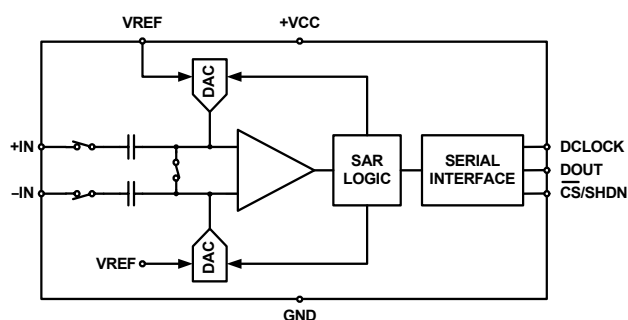 VREF
+VCC
DAC
+IN
–IN
SAR
LOGIC
SERIAL
INTERFACE
DCLOCK
DOUT
CS/SHDN
DAC
VREF
GND